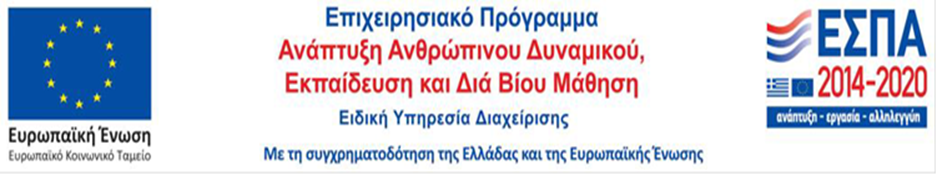 Ευρωπαϊκή Ένωση
Ευρωπαϊκό Κοινωνικό Ταμείο
Επιχειρησιακό Πρόγραμμα
Ανάπτυξη Ανθρώπινου Δυναμικού,
Εκπαίδευση και Διά Βίου Μάθηση
Ειδική Υπηρεσία Διαχείρισης
Με τη συγχρηματοδότηση της Ελλάδας και της Ευρωπαϊκής Ένωσης
ΕΣΠΑ
2014-2020
ανάπτυξη - εργασία - αλληλεγγύη